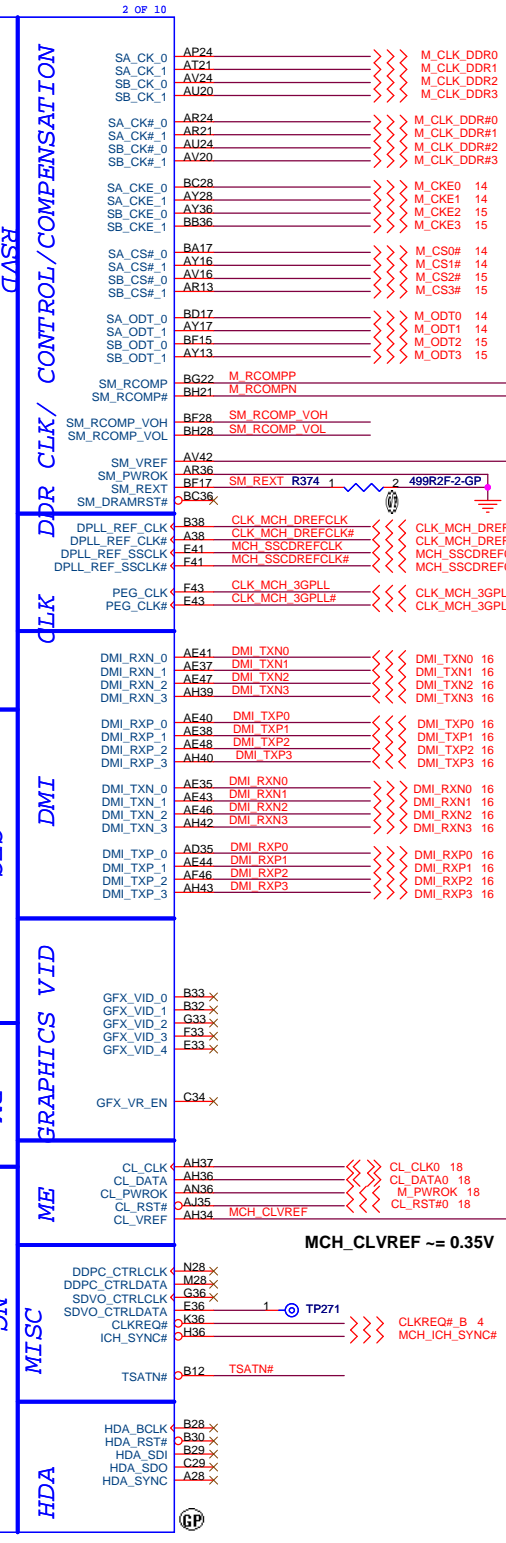 2 OF 10
DDR CLK/ CONTROL/COMPENSATION
RSVD
SA_CK_0 AP24 M_CLK_DDR0
SA_CK_1 AT21 M_CLK_DDR1
SB_CK_0 AV24 M_CLK_DDR2
SB_CK_1 AU20 M_CLK_DDR3
SA_CK#_0 AR24 M_CLK_DDR#0
SA_CK#_1 AR21 M_CLK_DDR#1
SB_CK#_0 AU24 M_CLK_DDR#2
SB_CK#_1 AV20 M_CLK_DDR#3
SA_CKE_0 BC28 M_CKE0 14
SA_CKE_1 AY28 M_CKE1 14
SB_CKE_0 AY36 M_CKE2 15
SB_CKE_1 BB36 M_CKE3 15
SA_CS#_0 BA17 M_CS0# 14
SA_CS#_1 AY16 M_CS1# 14
SB_CS#_0 AV16 M_CS2# 15
SB_CS#_1 AR13 M_CS3# 15
SA_ODT_0 BD17 M_ODT0 14
SA_ODT_1 AY17 M_ODT1 14
SB_ODT_0 BF15 M_ODT2 15
SB_ODT_1 AY13 M_ODT3 15
SM_RCOMP BG22 M_RCOMPP
SM_RCOMP# BH21 M_RCOMPN
SM_RCOMP_VOH BF28 SM_RCOMP_VOH
SM_RCOMP_VOL BH28 SM_RCOMP_VOL
SM_VREF AV42
SM_PWROK AR36
SM_REXT BF17 SM_REXT R374 1 2 499R2F-2-GP
SM_DRAMRST# BC36
CLK
DPLL_REF_CLK B38 CLK_MCH_DREFCLK CLK_MCH_DREF
DPLL_REF_CLK# A38 CLK_MCH_DREFCLK# CLK_MCH_DREF
DPLL_REF_SSCLK E41 MCH_SSCDREFCLK MCH_SSCDREF
DPLL_REF_SSCLK# F41 MCH_SSCDREFCLK# MCH_SSCDREF
PEG_CLK F43 CLK_MCH_3GPLL CLK_MCH_3GPL
PEG_CLK# E43 CLK_MCH_3GPLL# CLK_MCH_3GPL
DMI
DMI_RXN_0 AE41 DMI_TXN0 DMI_TXN0 16
DMI_RXN_1 AE37 DMI_TXN1 DMI_TXN1 16
DMI_RXN_2 AE47 DMI_TXN2 DMI_TXN2 16
DMI_RXN_3 AH39 DMI_TXN3 DMI_TXN3 16
DMI_RXP_0 AE40 DMI_TXP0 DMI_TXP0 16
DMI_RXP_1 AE38 DMI_TXP1 DMI_TXP1 16
DMI_RXP_2 AE48 DMI_TXP2 DMI_TXP2 16
DMI_RXP_3 AH40 DMI_TXP3 DMI_TXP3 16
DMI_TXN_0 AE35 DMI_RXN0 DMI_RXN0 16
DMI_TXN_1 AE43 DMI_RXN1 DMI_RXN1 16
DMI_TXN_2 AE46 DMI_RXN2 DMI_RXN2 16
DMI_TXN_3 AH42 DMI_RXN3 DMI_RXN3 16
DMI_TXP_0 AD35 DMI_RXP0 DMI_RXP0 16
DMI_TXP_1 AE44 DMI_RXP1 DMI_RXP1 16
DMI_TXP_2 AF46 DMI_RXP2 DMI_RXP2 16
DMI_TXP_3 AH43 DMI_RXP3 DMI_RXP3 16
GRAPHICS VID
GFX_VID_0 B33
GFX_VID_1 B32
GFX_VID_2 G33
GFX_VID_3 F33
GFX_VID_4 E33
GFX_VR_EN C34
ME
CL_CLK AH37 CL_CLK0 18
CL_DATA AH36 CL_DATA0 18
CL_PWROK AN36 M_PWROK 18
CL_RST# AJ35 CL_RST#0 18
CL_VREF AH34 MCH_CLVREF
MCH_CLVREF ~= 0.35V
NC
MISC
DDPC_CTRLCLK N28
DDPC_CTRLDATA M28
SDVO_CTRLCLK G36
SDVO_CTRLDATA E36 1 TP271
CLKREQ# K36 CLKREQ#_B 4
ICH_SYNC# H36 MCH_ICH_SYNC#
TSATN# B12 TSATN#
HDA
HDA_BCLK B28
HDA_RST# B30
HDA_SDI B29
HDA_SDO C29
HDA_SYNC A28
GP